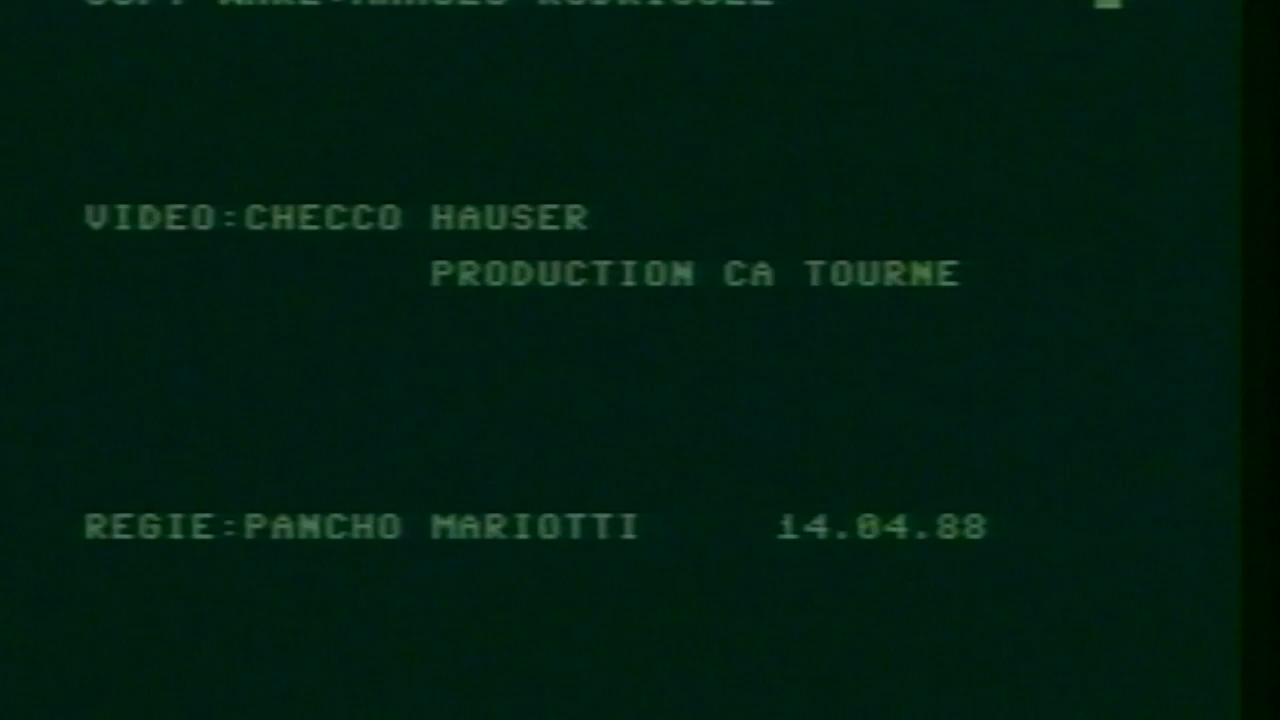 VIDEO:CHECCO HAUSER
PRODUCTION CA TOURNE
REGIE:PANCHO MARIOTTI 14.04.88